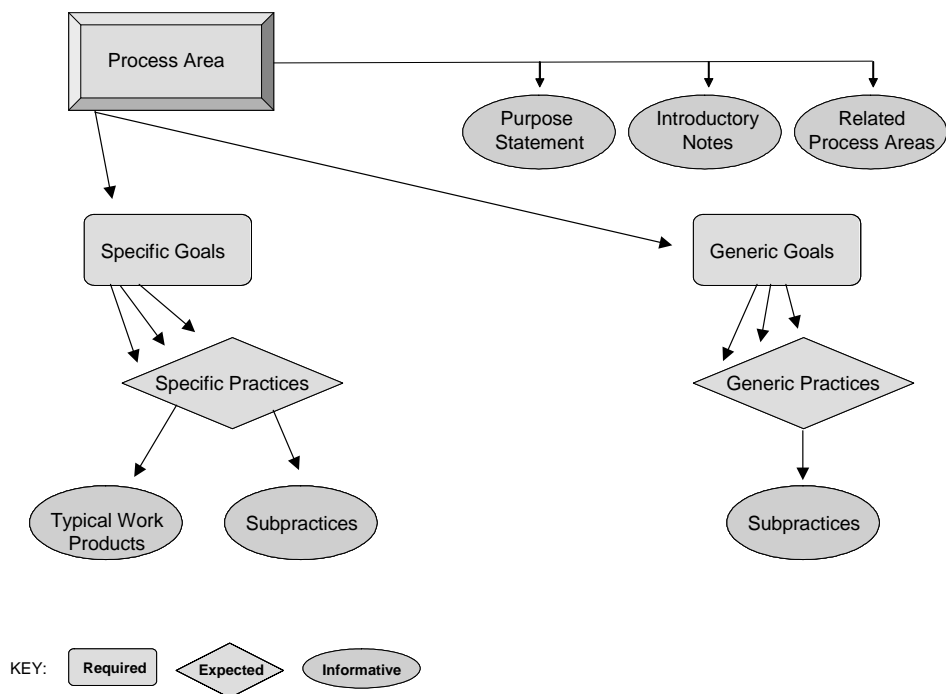 Process Area
Purpose
Statement
Introductory
Notes
Related
Process Areas
Specific Goals
Generic Goals
Specific Practices
Generic Practices
Typical Work
Products
Subpractices
Subpractices
KEY:
Required
Expected
Informative